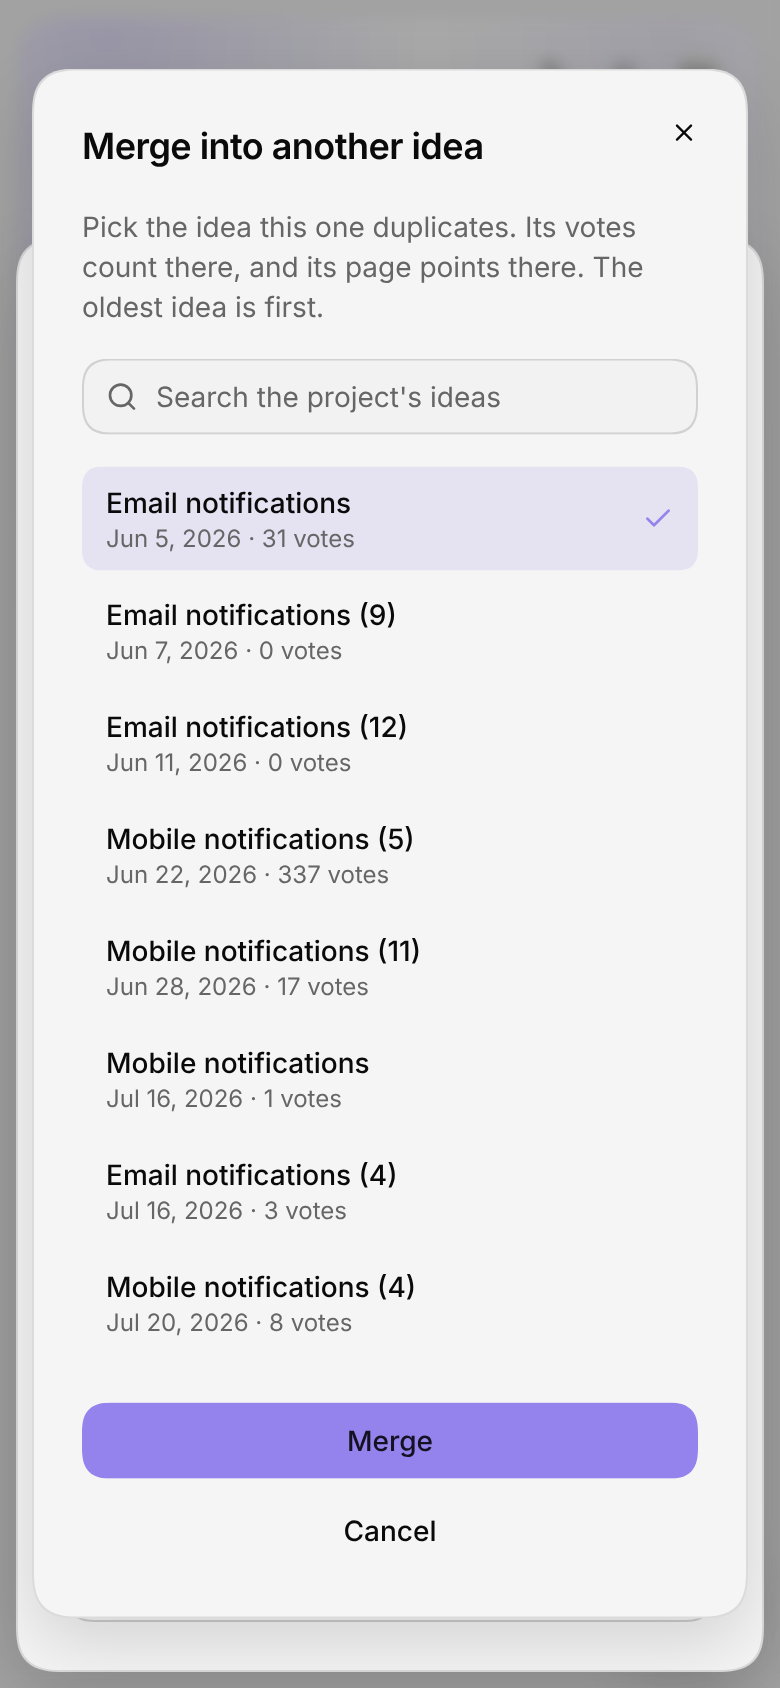 Merge into another idea
Pick the idea this one duplicates. Its votes
count there, and its page points there. The
oldest idea is first.
Search the project's ideas
Email notifications
Jun 5, 2026 · 31 votes
Email notifications (9)
Jun 7, 2026 · 0 votes
Email notifications (12)
Jun 11, 2026 · 0 votes
Mobile notifications (5)
Jun 22, 2026 · 337 votes
Mobile notifications (11)
Jun 28, 2026 · 17 votes
Mobile notifications
Jul 16, 2026 · 1 votes
Email notifications (4)
Jul 16, 2026 · 3 votes
Mobile notifications (4)
Jul 20, 2026 · 8 votes
Merge
Cancel